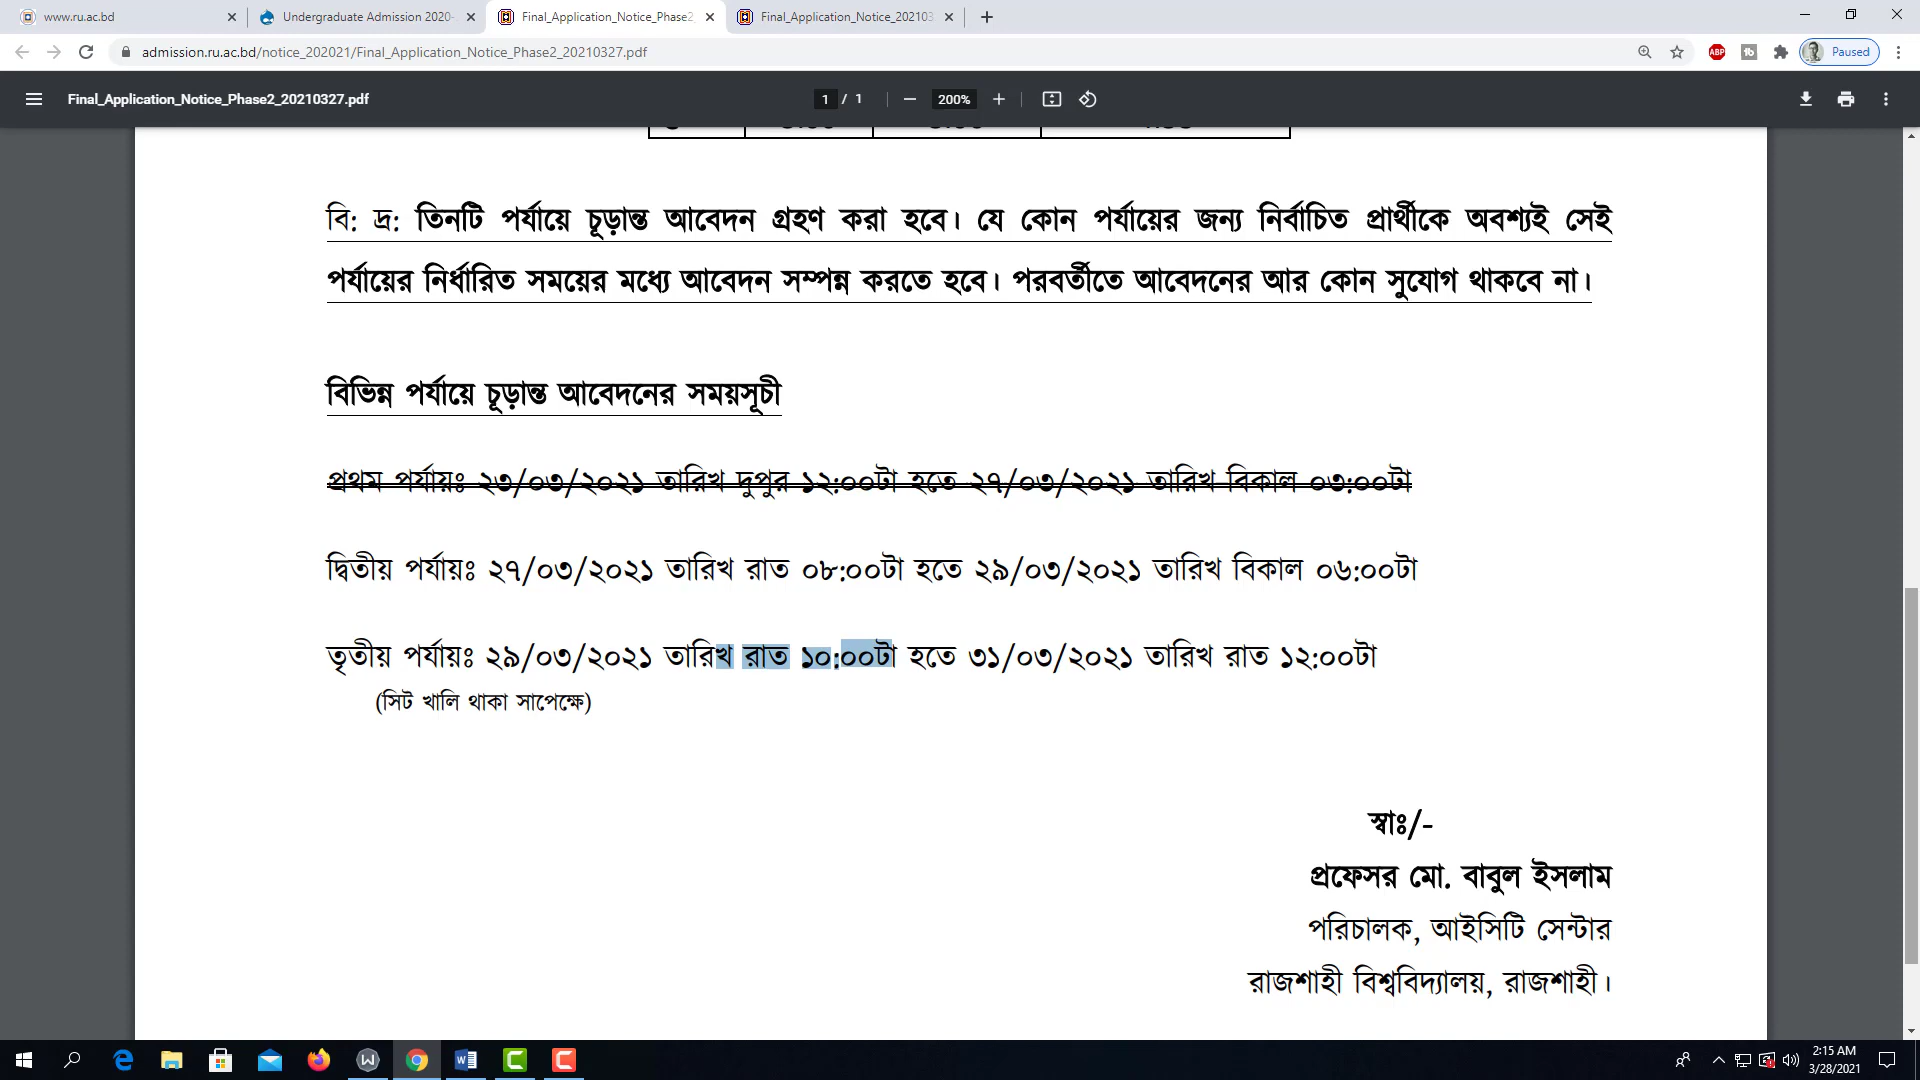 www.ru.ac.bd
Undergraduate Admission 2020-
Final_Application_Notice_Phase2_
Final_Application_Notice_202103
admission.ru.ac.bd/notice_202021/Final_Application_Notice_Phase2_20210327.pdf
ABP
Paused
Final_Application_Notice_Phase2_20210327.pdf
1 / 1
200%
বি: দ্র: তিনটি পর্যায়ে চূড়ান্ত আবেদন গ্রহণ করা হবে। যে কোন পর্যায়ের জন্য নির্বাচিত প্রার্থীকে অবশ্যই সেই
পর্যায়ের নির্ধারিত সময়ের মধ্যে আবেদন সম্পন্ন করতে হবে। পরবর্তীতে আবেদনের আর কোন সুযোগ থাকবে না।
বিভিন্ন পর্যায়ে চূড়ান্ত আবেদনের সময়সূচী
প্রথম পর্যায়ঃ ২৩/০৩/২০২১ তারিখ দুপুর ১২:০০টা হতে ২৭/০৩/২০২১ তারিখ বিকাল ০৩:০০টা
দ্বিতীয় পর্যায়ঃ ২৭/০৩/২০২১ তারিখ রাত ০৮:০০টা হতে ২৯/০৩/২০২১ তারিখ বিকাল ০৬:০০টা
তৃতীয় পর্যায়ঃ ২৯/০৩/২০২১ তারিখ রাত ১০:০০টা হতে ৩১/০৩/২০২১ তারিখ রাত ১২:০০টা
(সিট খালি থাকা সাপেক্ষে)
স্বাঃ/-
প্রফেসর মো. বাবুল ইসলাম
পরিচালক, আইসিটি সেন্টার
রাজশাহী বিশ্ববিদ্যালয়, রাজশাহী।
2:15 AM
3/28/2021